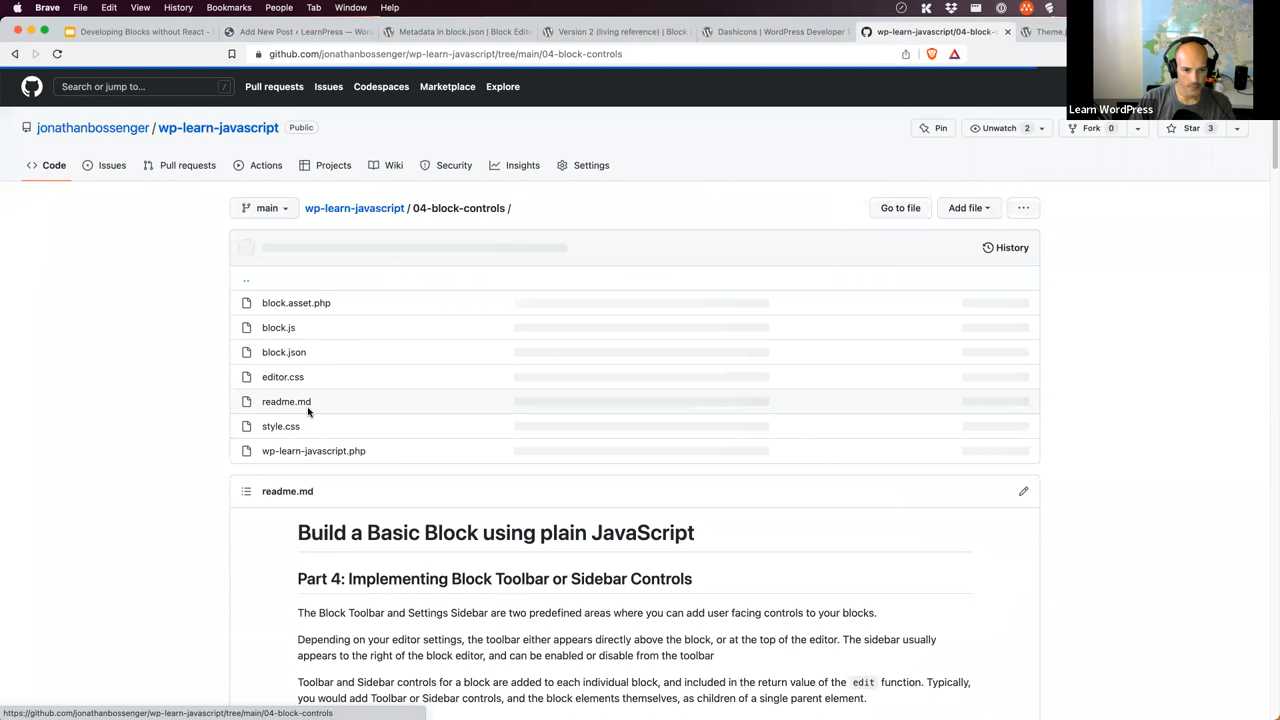 Brave File Edit View History Bookmarks People Tab Window Help
Developing Blocks without React - Add New Post ‹ LearnPress — Wo Metadata in block.json | Block Edit Version 2 (living reference) | Block Dashicons | WordPress Developer wp-learn-javascript/04-block- Theme.j
github.com/jonathanbossenger/wp-learn-javascript/tree/main/04-block-controls
Learn WordPress
Search or jump to... / Pull requests Issues Codespaces Marketplace Explore
jonathanbossenger / wp-learn-javascript Public Pin Unwatch 2 Fork 0 Star 3
Code Issues Pull requests Actions Projects Wiki Security Insights Settings
main wp-learn-javascript / 04-block-controls / Go to file Add file ...
History
..
block.asset.php
block.js
block.json
editor.css
readme.md
style.css
wp-learn-javascript.php
readme.md
Build a Basic Block using plain JavaScript
Part 4: Implementing Block Toolbar or Sidebar Controls
The Block Toolbar and Settings Sidebar are two predefined areas where you can add user facing controls to your blocks.
Depending on your editor settings, the toolbar either appears directly above the block, or at the top of the editor. The sidebar usually
appears to the right of the block editor, and can be enabled or disable from the toolbar
Toolbar and Sidebar controls for a block are added to each individual block, and included in the return value of the edit function. Typically,
you would add Toolbar or Sidebar controls, and the block elements themselves, as children of a single parent element.
https://github.com/jonathanbossenger/wp-learn-javascript/tree/main/04-block-controls